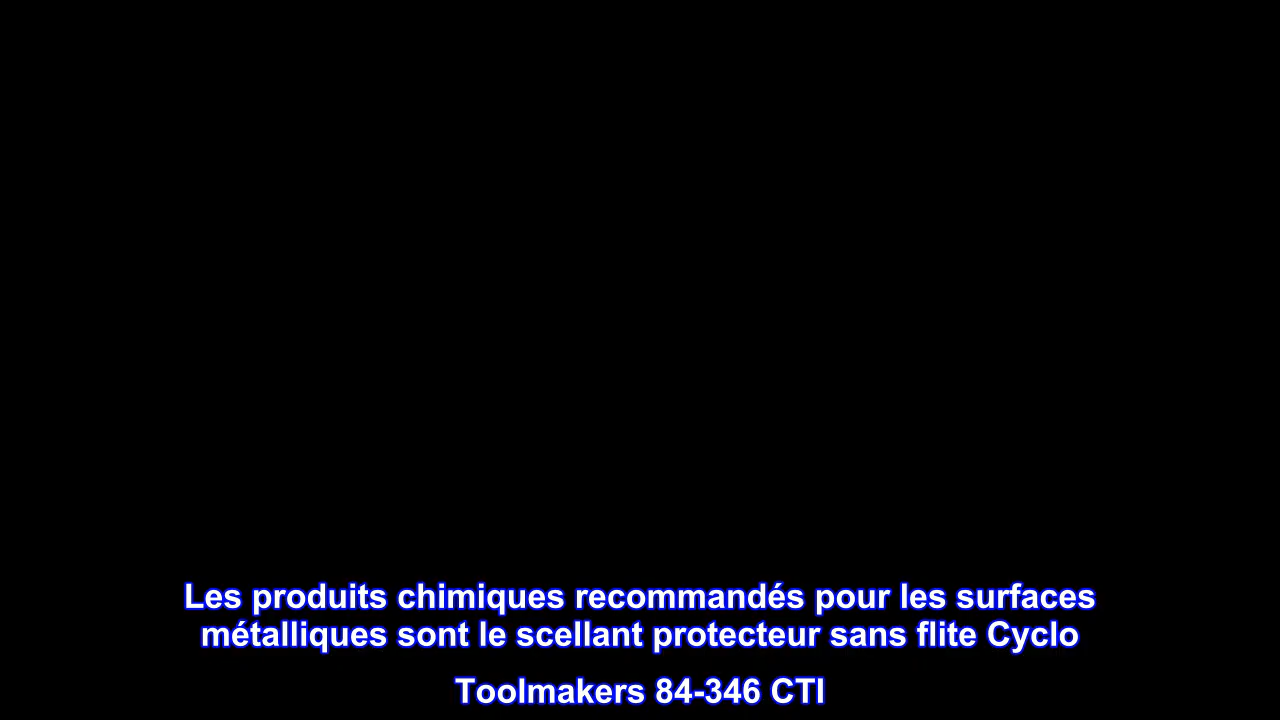 Les produits chimiques recommandés pour les surfaces
métalliques sont le scellant protecteur sans flite Cyclo
Toolmakers 84-346 CTI